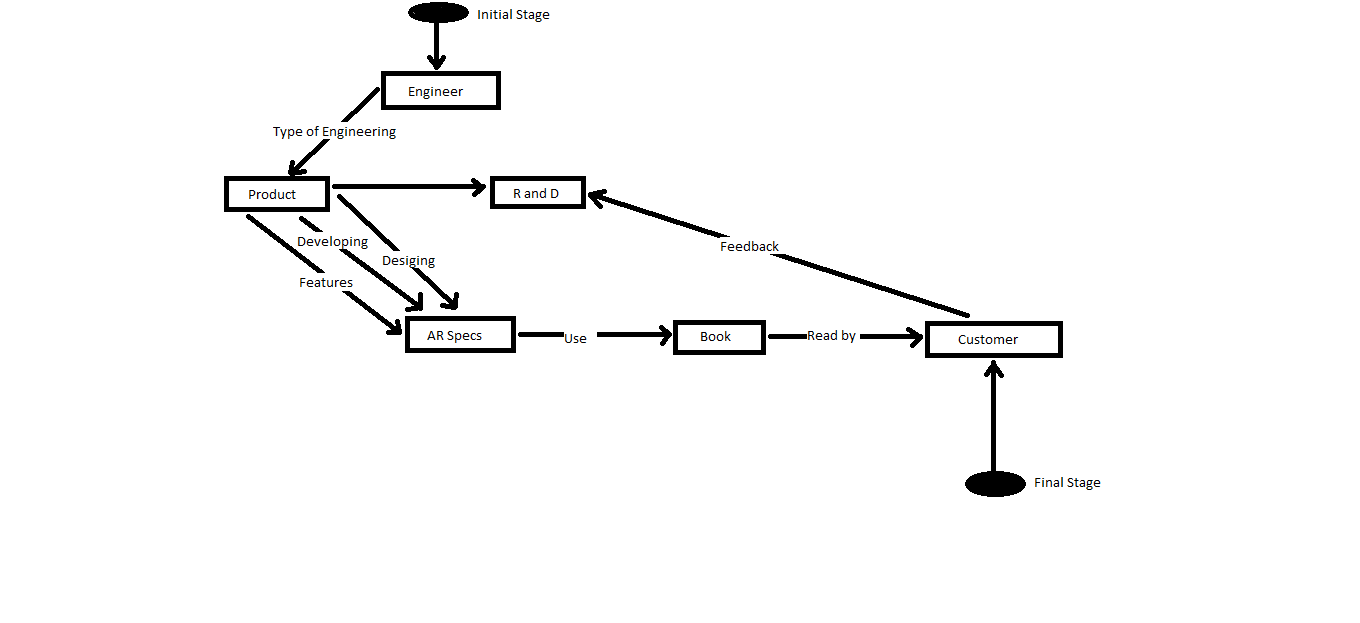 Initial Stage
Engineer
Type of Engineering
Product
R and D
Developing
Feedback
Desiging
Features
AR Specs
Use
Book
Read by
Customer
Final Stage